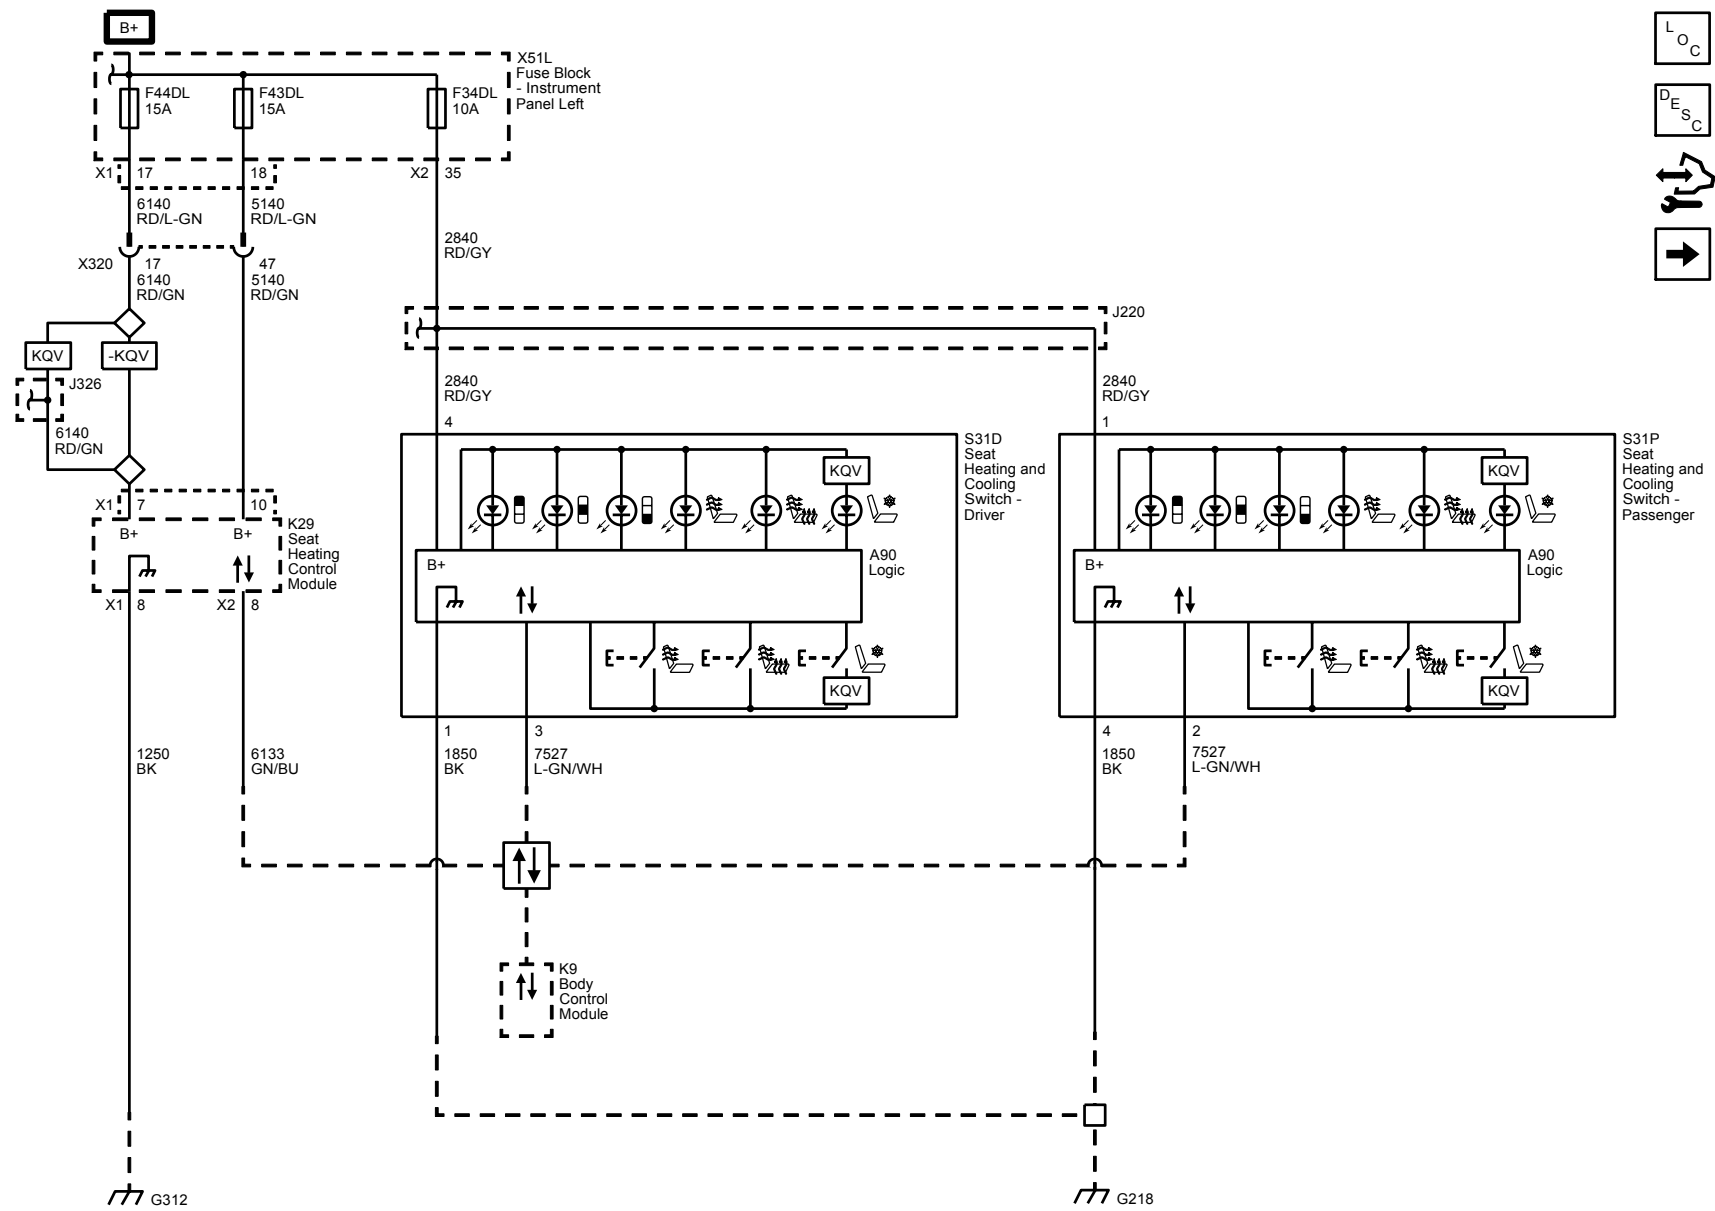 B+
L O C
X51L
Fuse Block
- Instrument
Panel Left
F44DL
15A
F43DL
15A
F34DL
10A
D E S C
X1
17
18
X2
35
6140
RD/L-GN
5140
RD/L-GN
2840
RD/GY
X320
17
47
6140
RD/GN
5140
RD/GN
J220
KQV
-KQV
J326
2840
RD/GY
2840
RD/GY
6140
RD/GN
4
1
S31D
Seat
Heating and
Cooling
Switch -
Driver
S31P
Seat
Heating and
Cooling
Switch -
Passenger
KQV
KQV
X1
7
10
K29
Seat
Heating
Control
Module
B+
B+
A90
Logic
A90
Logic
B+
B+
X1
8
X2
8
KQV
KQV
1
3
4
2
1250
BK
6133
GN/BU
1850
BK
7527
L-GN/WH
1850
BK
7527
L-GN/WH
K9
Body
Control
Module
G312
G218